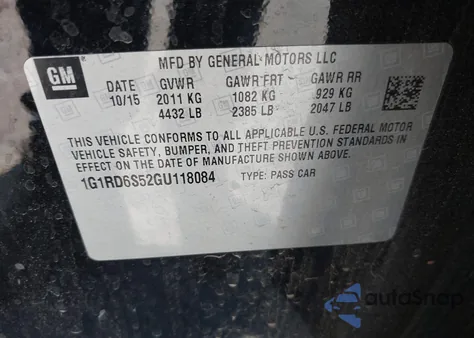 GM
MFD BY GENERAL MOTORS LLC
DATE GVWR GAWR FRT GAWR RR
10/15 2011 KG 1082 KG 929 KG
4432 LB 2385 LB 2047 LB
THIS VEHICLE CONFORMS TO ALL APPLICABLE U.S. FEDERAL MOTOR
VEHICLE SAFETY, BUMPER, AND THEFT PREVENTION STANDARDS IN
EFFECT ON THE DATE OF MANUFACTURE SHOWN ABOVE.
1G1RD6S52GU118084 TYPE: PASS CAR
autoSnap